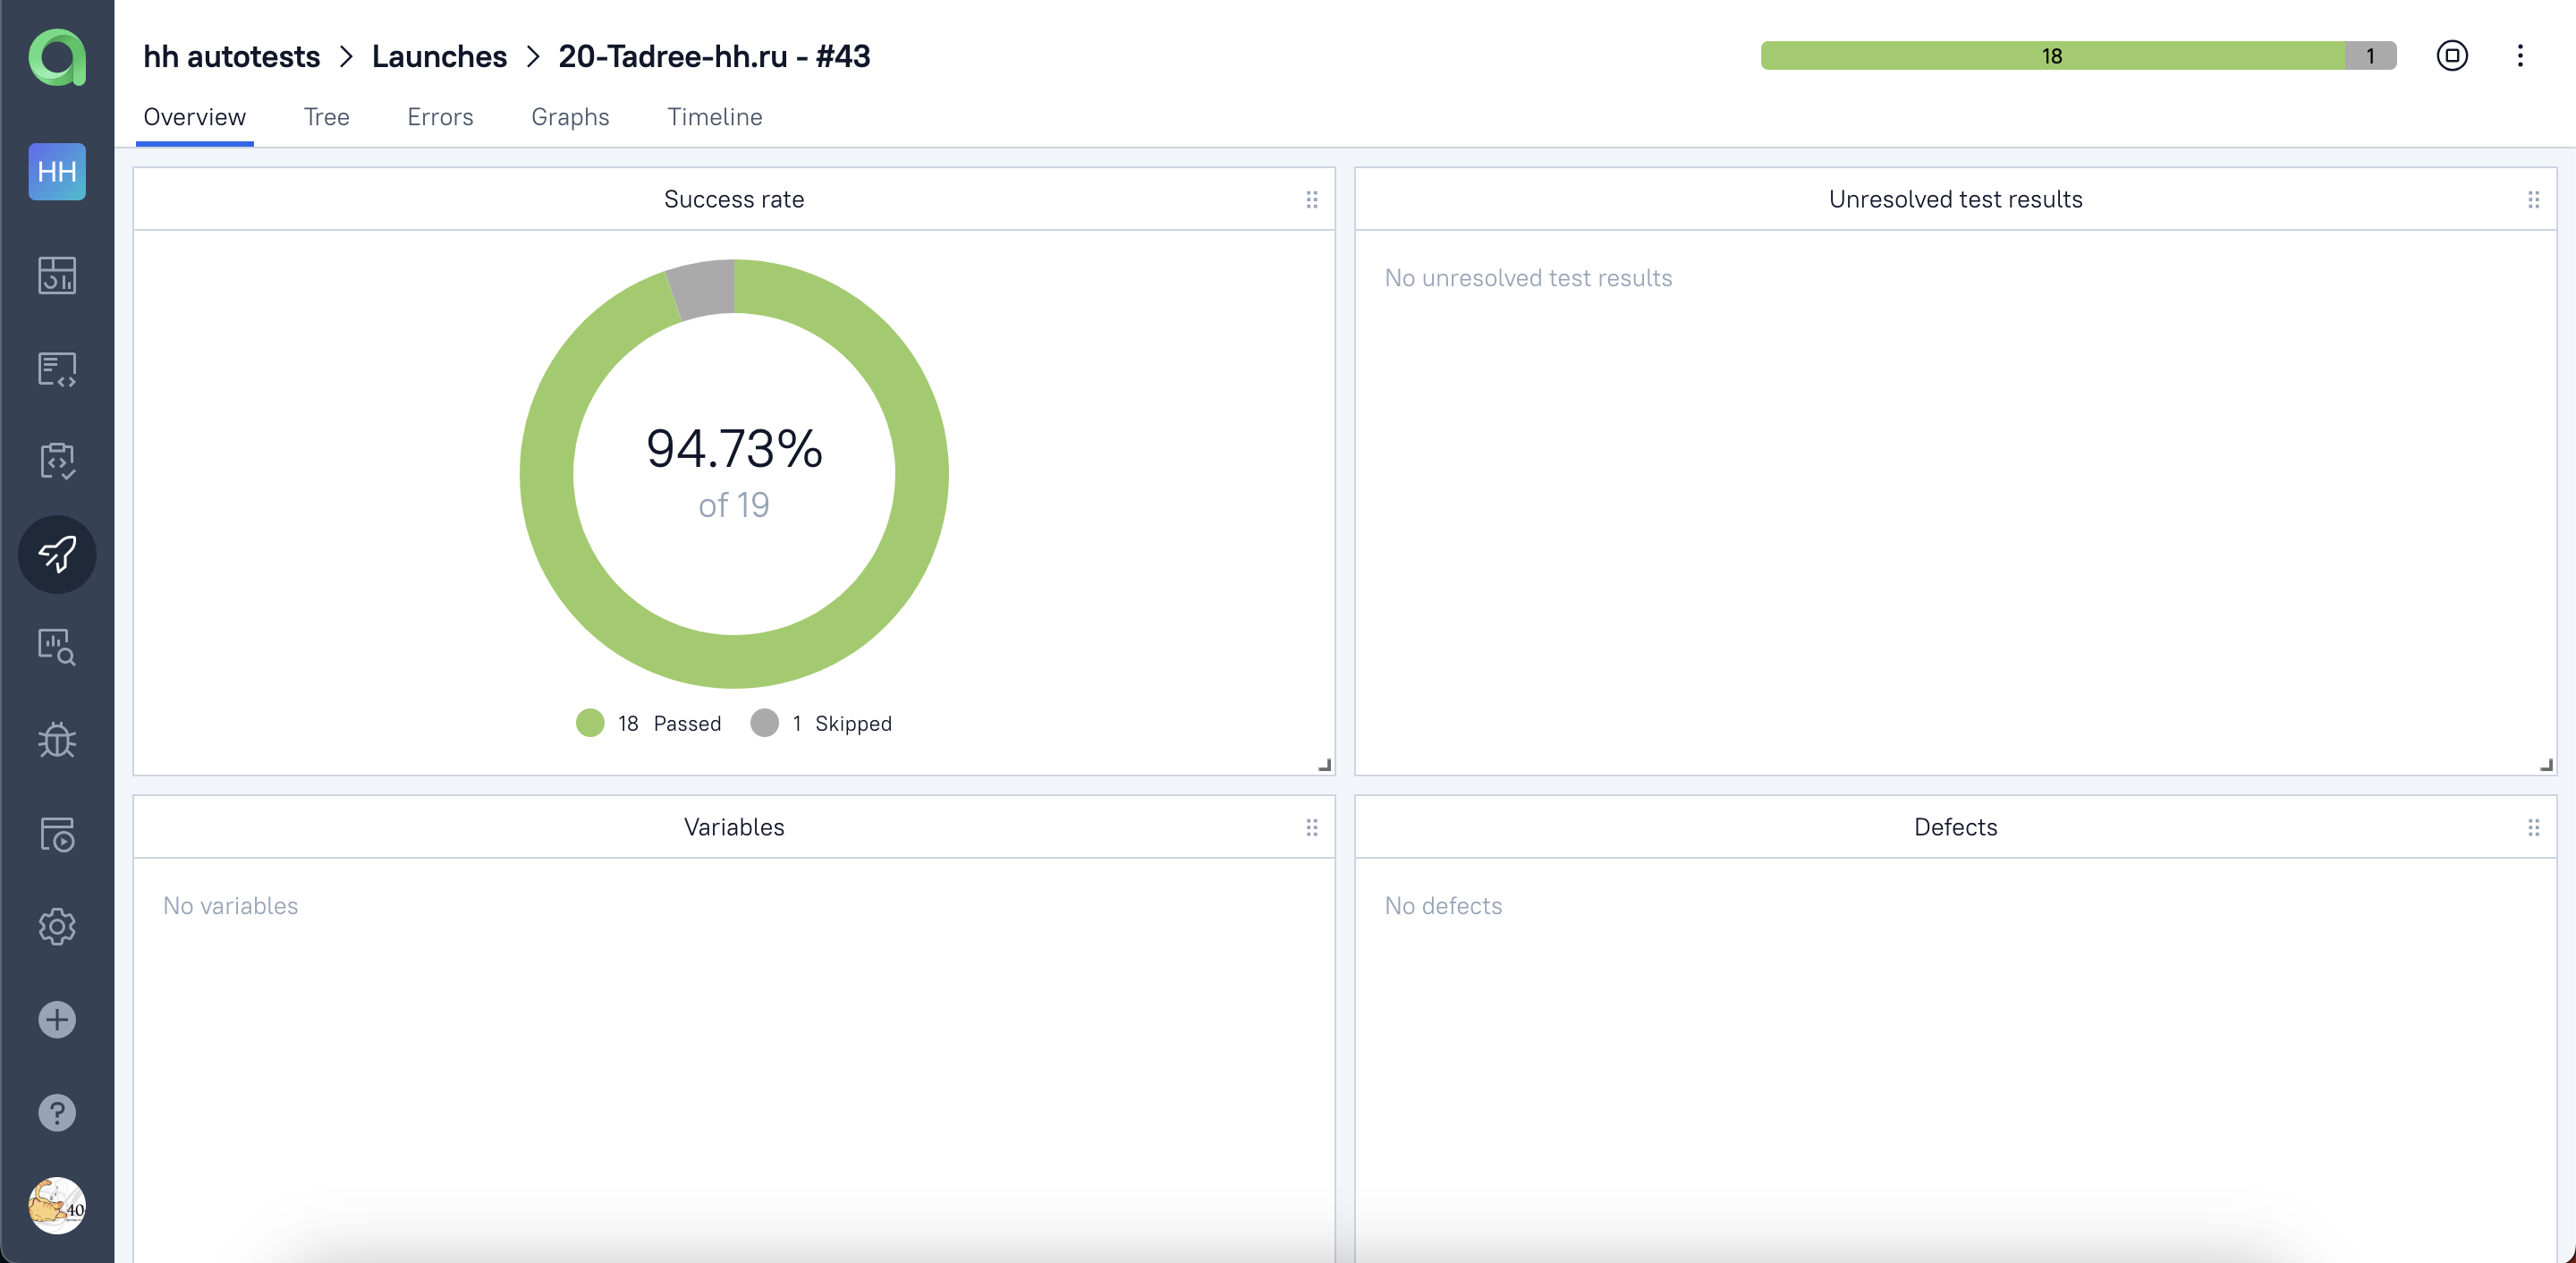 hh autotests > Launches > 20-Tadree-hh.ru - #43
18
1
HH
Overview
Tree
Errors
Graphs
Timeline
Success rate
94.73%
of 19
18 Passed
1 Skipped
Unresolved test results
No unresolved test results
Variables
No variables
Defects
No defects
?
40